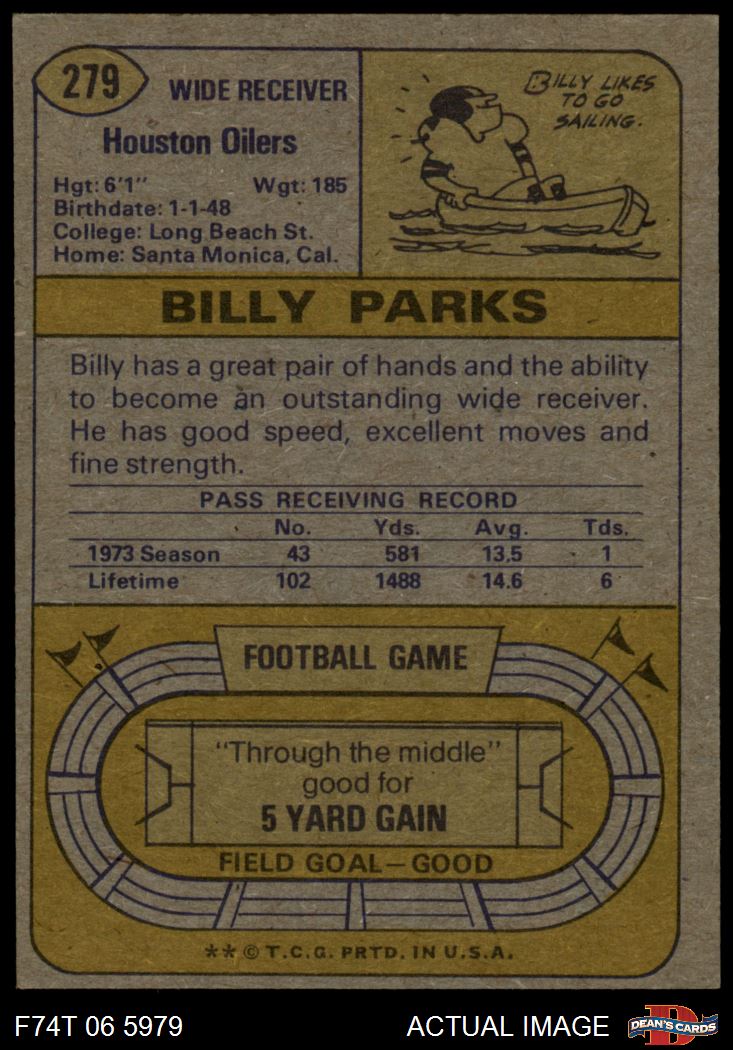 279
WIDE RECEIVER
Houston Oilers
Hgt: 6'1" Wgt: 185
Birthdate: 1-1-48
College: Long Beach St.
Home: Santa Monica, Cal.
BILLY LIKES
TO GO
SAILING.
BILLY PARKS
Billy has a great pair of hands and the ability
to become an outstanding wide receiver.
He has good speed, excellent moves and
fine strength.
PASS RECEIVING RECORD
No. Yds. Avg. Tds.
1973 Season 43 581 13.5 1
Lifetime 102 1488 14.6 6
FOOTBALL GAME
"Through the middle"
good for
5 YARD GAIN
FIELD GOAL—GOOD
** © T.C.G. PRTD. IN U.S.A.
F74T 06 5979 ACTUAL IMAGE
DEAN'S CARDS